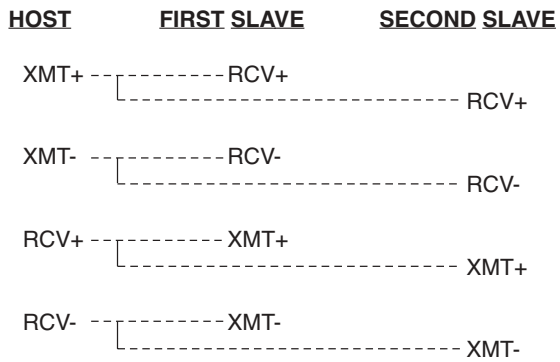 HOST FIRST SLAVE SECOND SLAVE
XMT+ RCV+
RCV+
XMT- RCV-
RCV-
RCV+ XMT+
XMT+
RCV- XMT-
XMT-